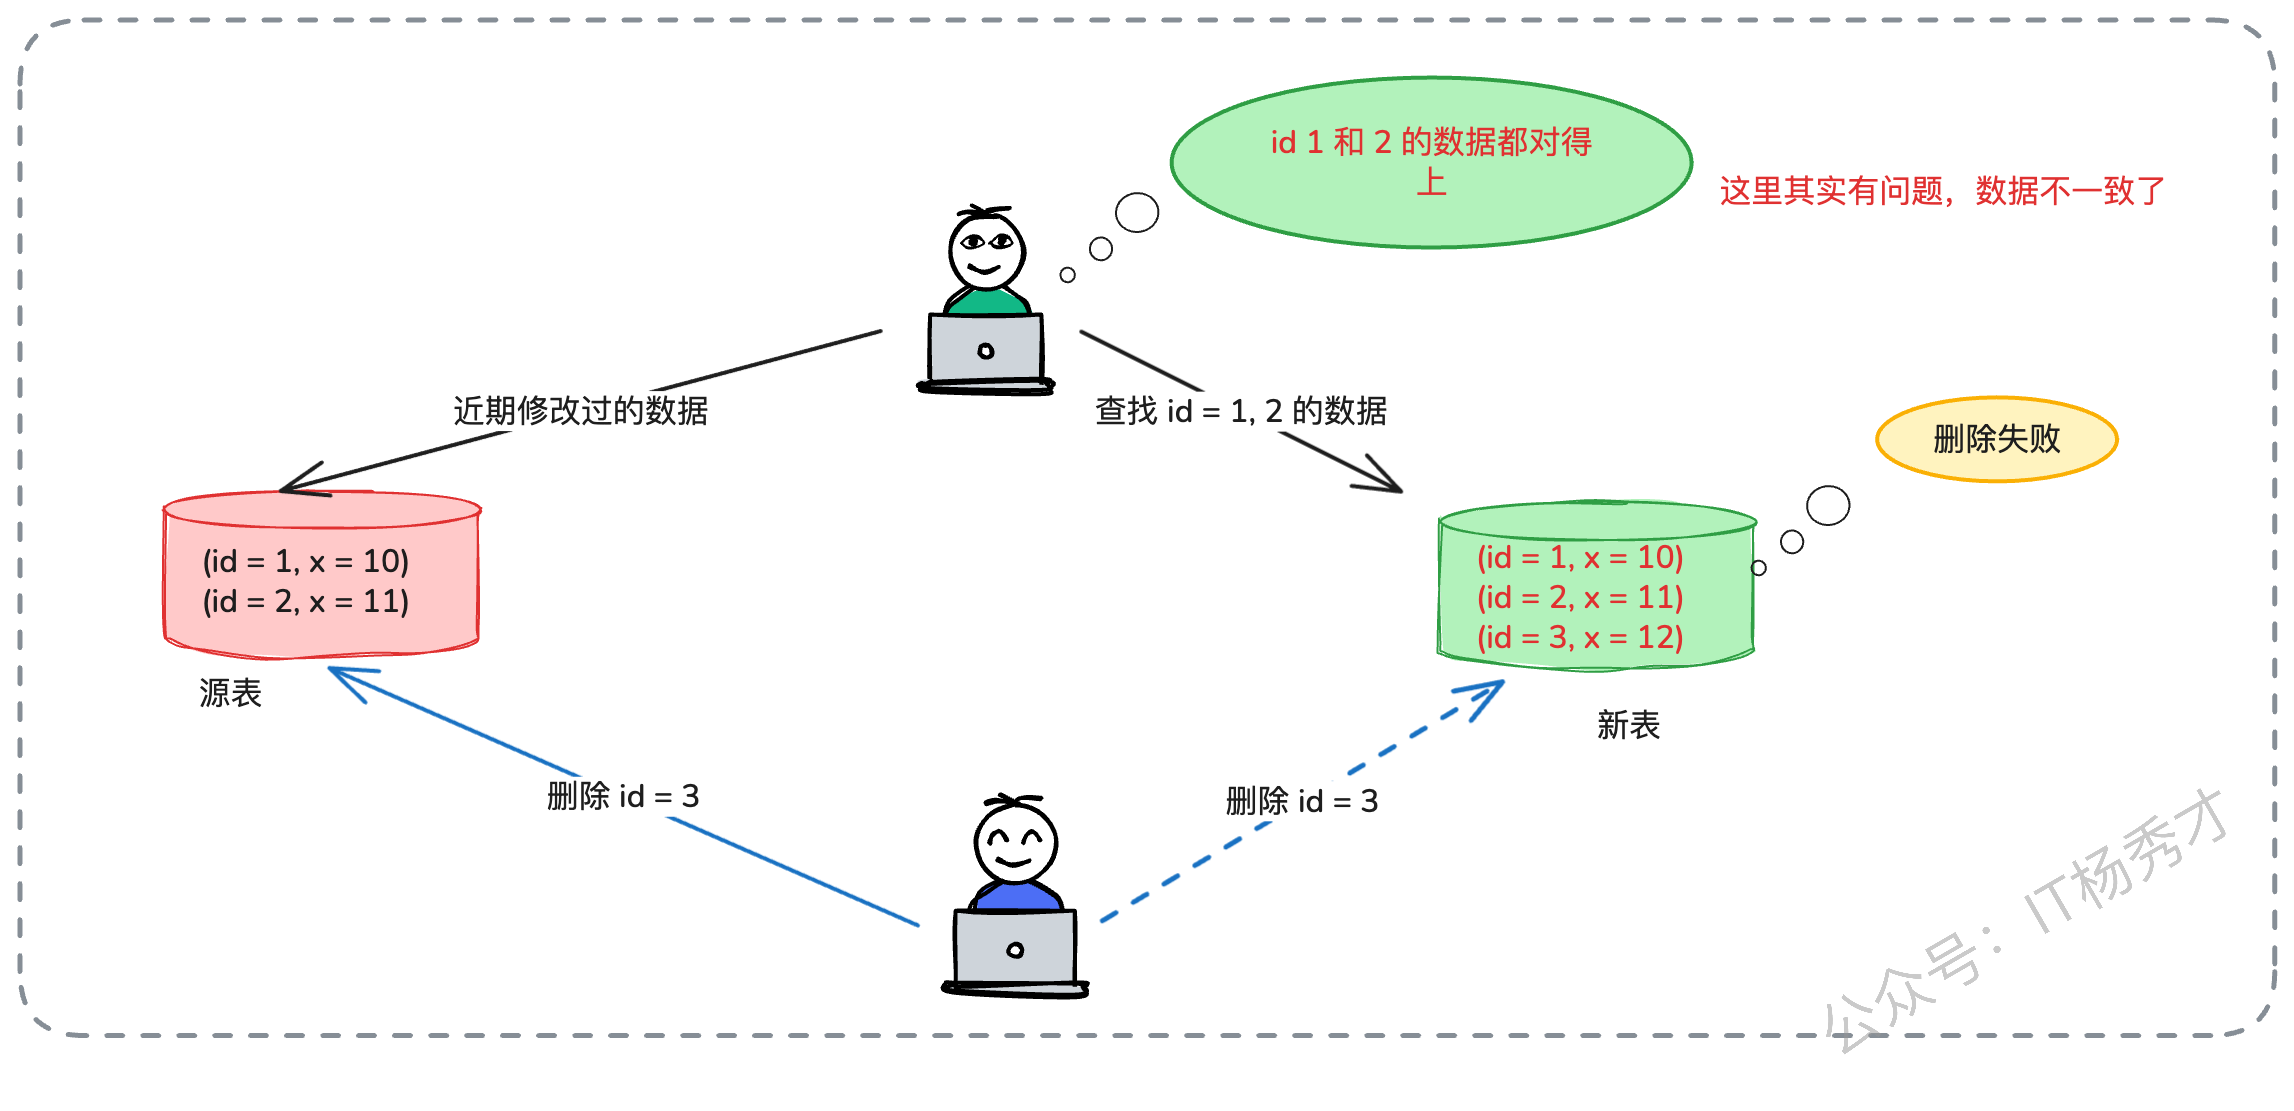 id 1 和 2 的数据都对得
上
这里其实有问题，数据不一致了
近期修改过的数据
查找 id = 1, 2 的数据
删除失败
(id = 1, x = 10)
(id = 2, x = 11)
源表
(id = 1, x = 10)
(id = 2, x = 11)
(id = 3, x = 12)
新表
删除 id = 3
删除 id = 3
公众号：IT杨秀才